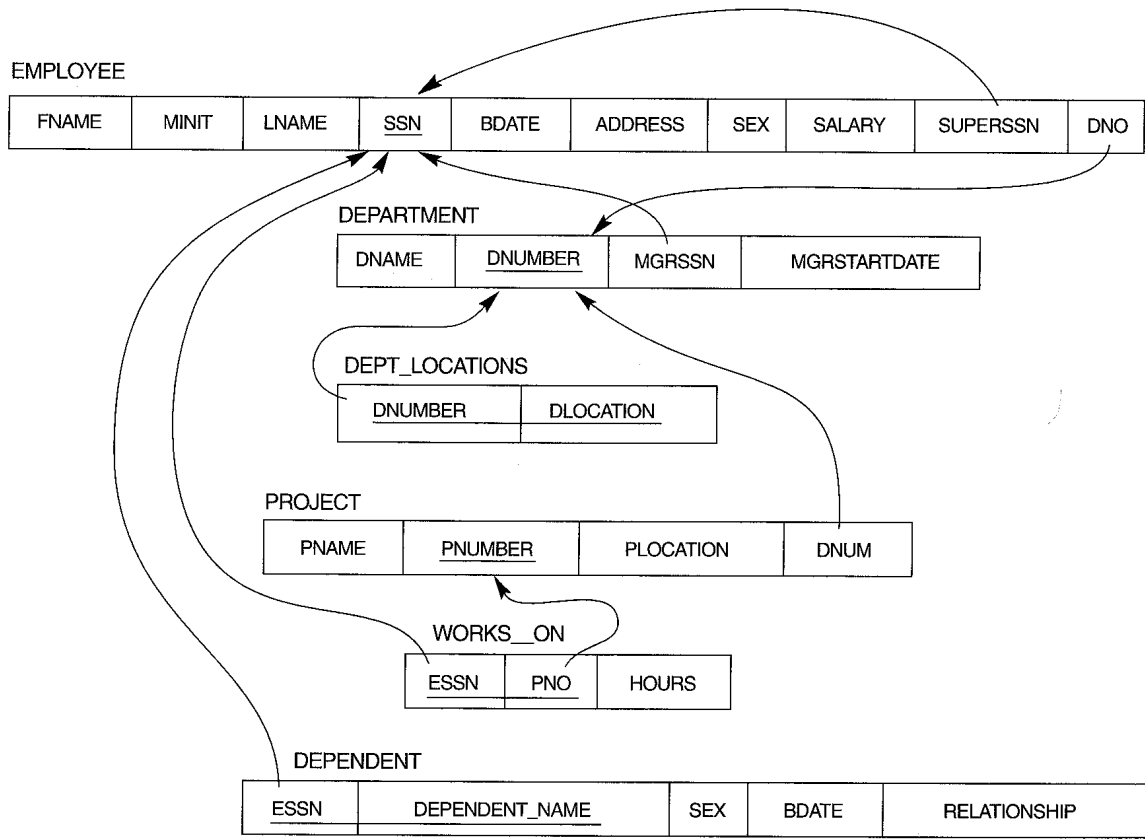 EMPLOYEE
FNAME MINIT LNAME SSN BDATE ADDRESS SEX SALARY SUPERSSN DNO
DEPARTMENT
DNAME DNUMBER MGRSSN MGRSTARTDATE
DEPT_LOCATIONS
DNUMBER DLOCATION
PROJECT
PNAME PNUMBER PLOCATION DNUM
WORKS__ON
ESSN PNO HOURS
DEPENDENT
ESSN DEPENDENT_NAME SEX BDATE RELATIONSHIP